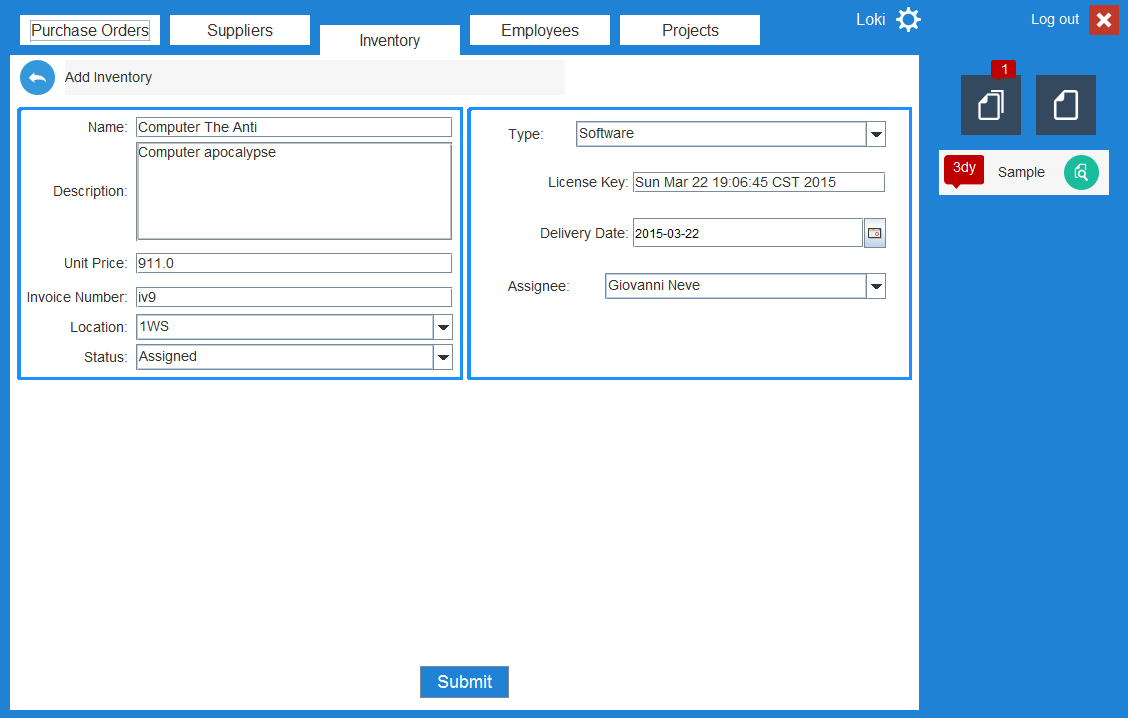 Purchase Orders
Suppliers
Inventory
Employees
Projects
Loki
Log out
Add Inventory
1
Name: Computer The Anti
Description: Computer apocalypse
Unit Price: 911.0
Invoice Number: iv9
Location: 1WS
Status: Assigned
Type: Software
License Key: Sun Mar 22 19:06:45 CST 2015
Delivery Date: 2015-03-22
Assignee: Giovanni Neve
3dy Sample
Submit